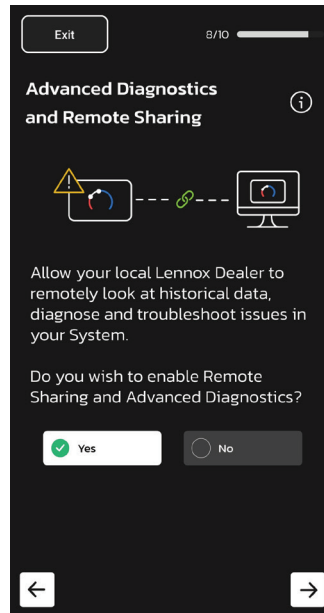 Exit
8/10
Advanced Diagnostics
and Remote Sharing
Allow your local Lennox Dealer to
remotely look at historical data,
diagnose and troubleshoot issues in
your System.
Do you wish to enable Remote
Sharing and Advanced Diagnostics?
Yes
No